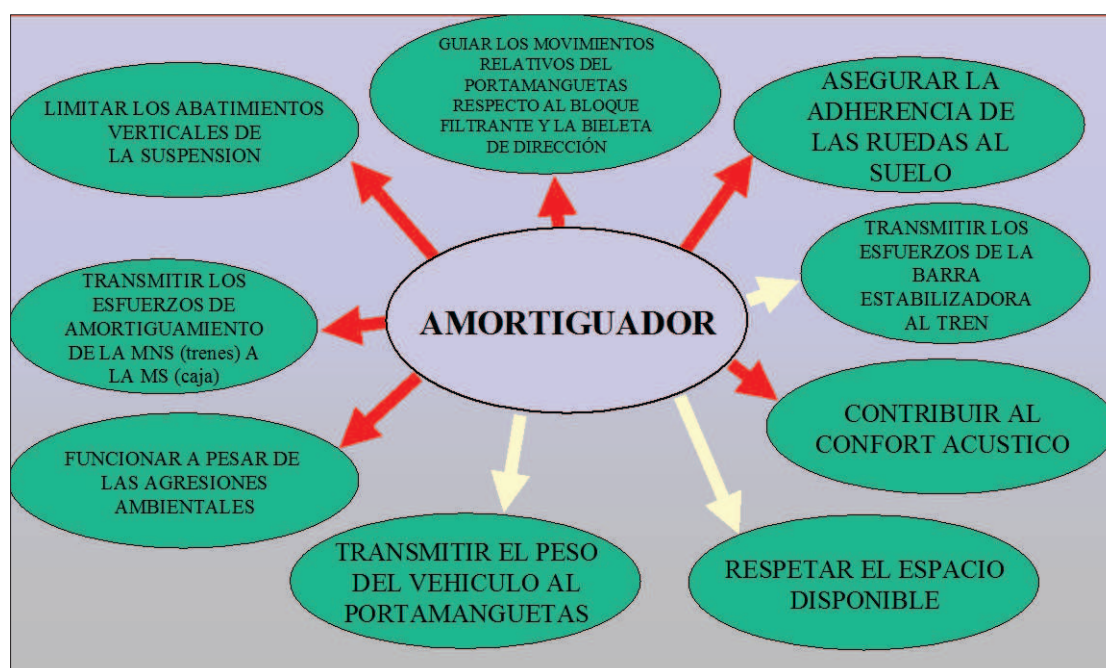 GUIAR LOS MOVIMIENTOS
RELATIVOS DEL
PORTAMANGUETAS
RESPECTO AL BLOQUE
FILTRANTE Y LA BIELETA
DE DIRECCIÓN
LIMITAR LOS ABATIMIENTOS
VERTICALES DE
LA SUSPENSION
ASEGURAR LA
ADHERENCIA DE
LAS RUEDAS AL
SUELO
TRANSMITIR LOS
ESFUERZOS DE LA
BARRA
ESTABILIZADORA
AL TREN
TRANSMITIR LOS
ESFUERZOS DE
AMORTIGUAMIENTO
DE LA MNS (trenes) A
LA MS (caja)
AMORTIGUADOR
CONTRIBUIR AL
CONFORT ACUSTICO
FUNCIONAR A PESAR DE
LAS AGRESIONES
AMBIENTALES
TRANSMITIR EL PESO
DEL VEHICULO AL
PORTAMANGUETAS
RESPETAR EL ESPACIO
DISPONIBLE